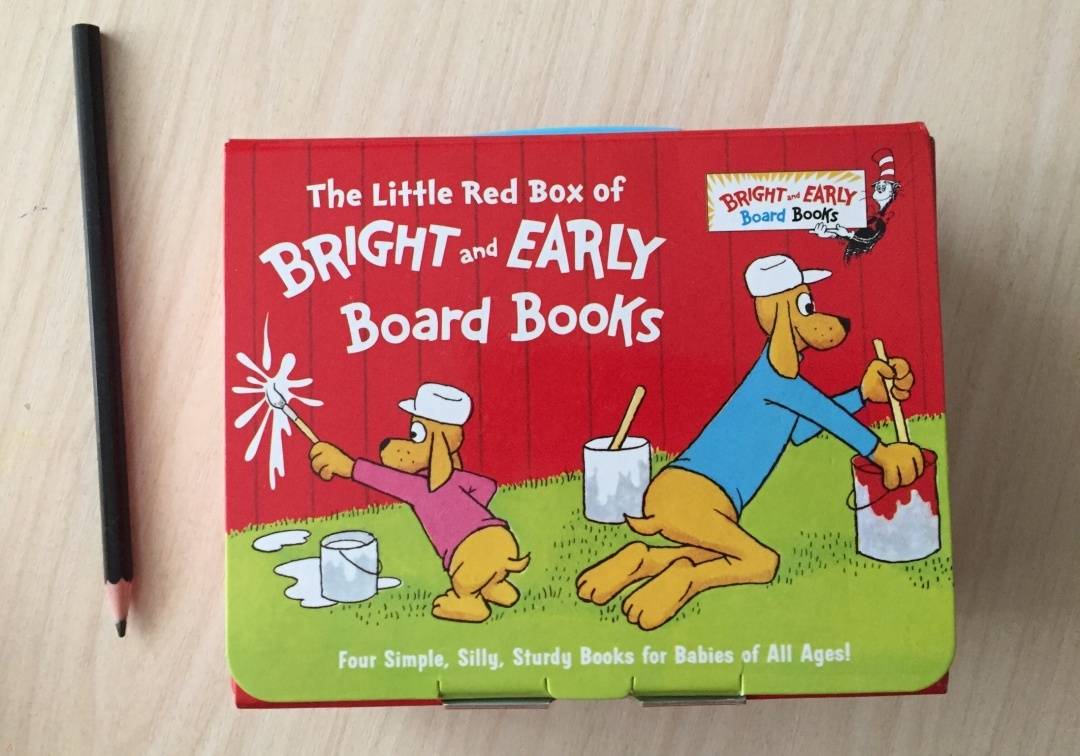 The Little Red Box of
BRIGHT and EARLY
Board Books
BRIGHT and EARLY
Board Books
Four Simple, Silly, Sturdy Books for Babies of All Ages!